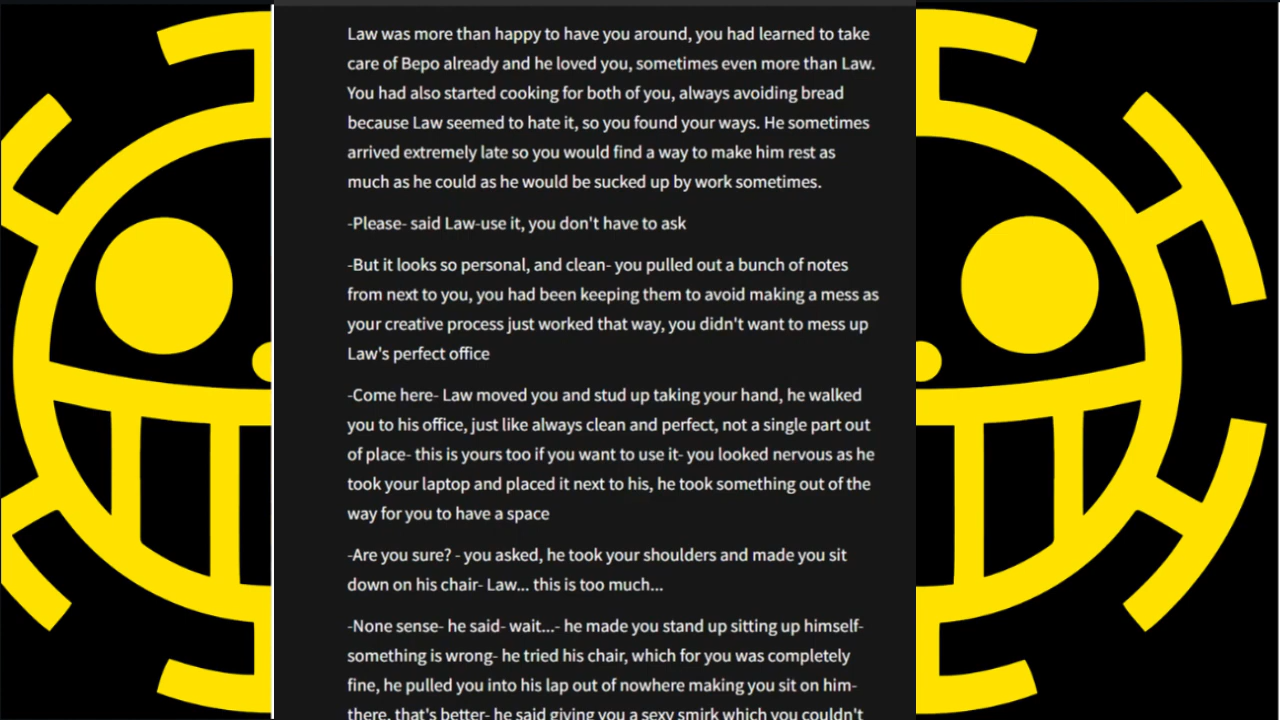 Law was more than happy to have you around, you had learned to take
care of Bepo already and he loved you, sometimes even more than Law.
You had also started cooking for both of you, always avoiding bread
because Law seemed to hate it, so you found your ways. He sometimes
arrived extremely late so you would find a way to make him rest as
much as he could as he would be sucked up by work sometimes.
-Please- said Law-use it, you don't have to ask
-But it looks so personal, and clean- you pulled out a bunch of notes
from next to you, you had been keeping them to avoid making a mess as
your creative process just worked that way, you didn't want to mess up
Law's perfect office
-Come here- Law moved you and stud up taking your hand, he walked
you to his office, just like always clean and perfect, not a single part out
of place- this is yours too if you want to use it- you looked nervous as he
took your laptop and placed it next to his, he took something out of the
way for you to have a space
-Are you sure? - you asked, he took your shoulders and made you sit
down on his chair- Law... this is too much...
-None sense- he said- wait...- he made you stand up sitting up himself-
something is wrong- he tried his chair, which for you was completely
fine, he pulled you into his lap out of nowhere making you sit on him-
there, that's better- he said giving you a sexy smirk which you couldn't